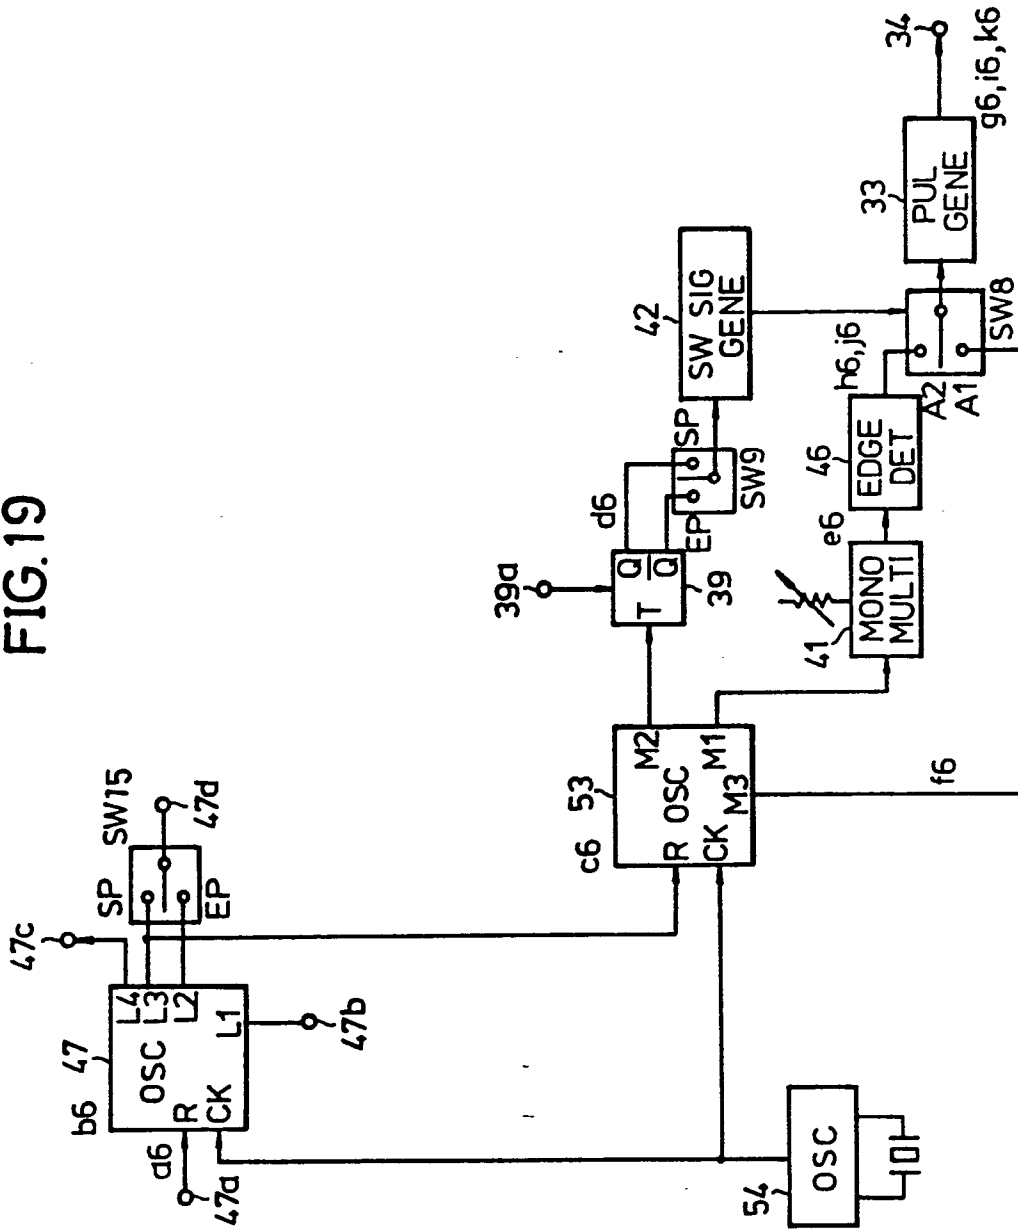 FIG.19
b6
47
OSC
R
CK
L4
L3
L2
L1
a6
47a
47b
47c
SP
EP
SW15
47d
54
OSC
c6
53
OSC
R
CK
M2
M1
M3
f6
39a
T
Q
Q
39
d6
EP
SP
SW9
42
SW SIG
GENE
41
MONO
MULTI
e6
46
EDGE
DET
h6,j6
A2
A1
SW8
33
PUL
GENE
34
g6,i6,k6